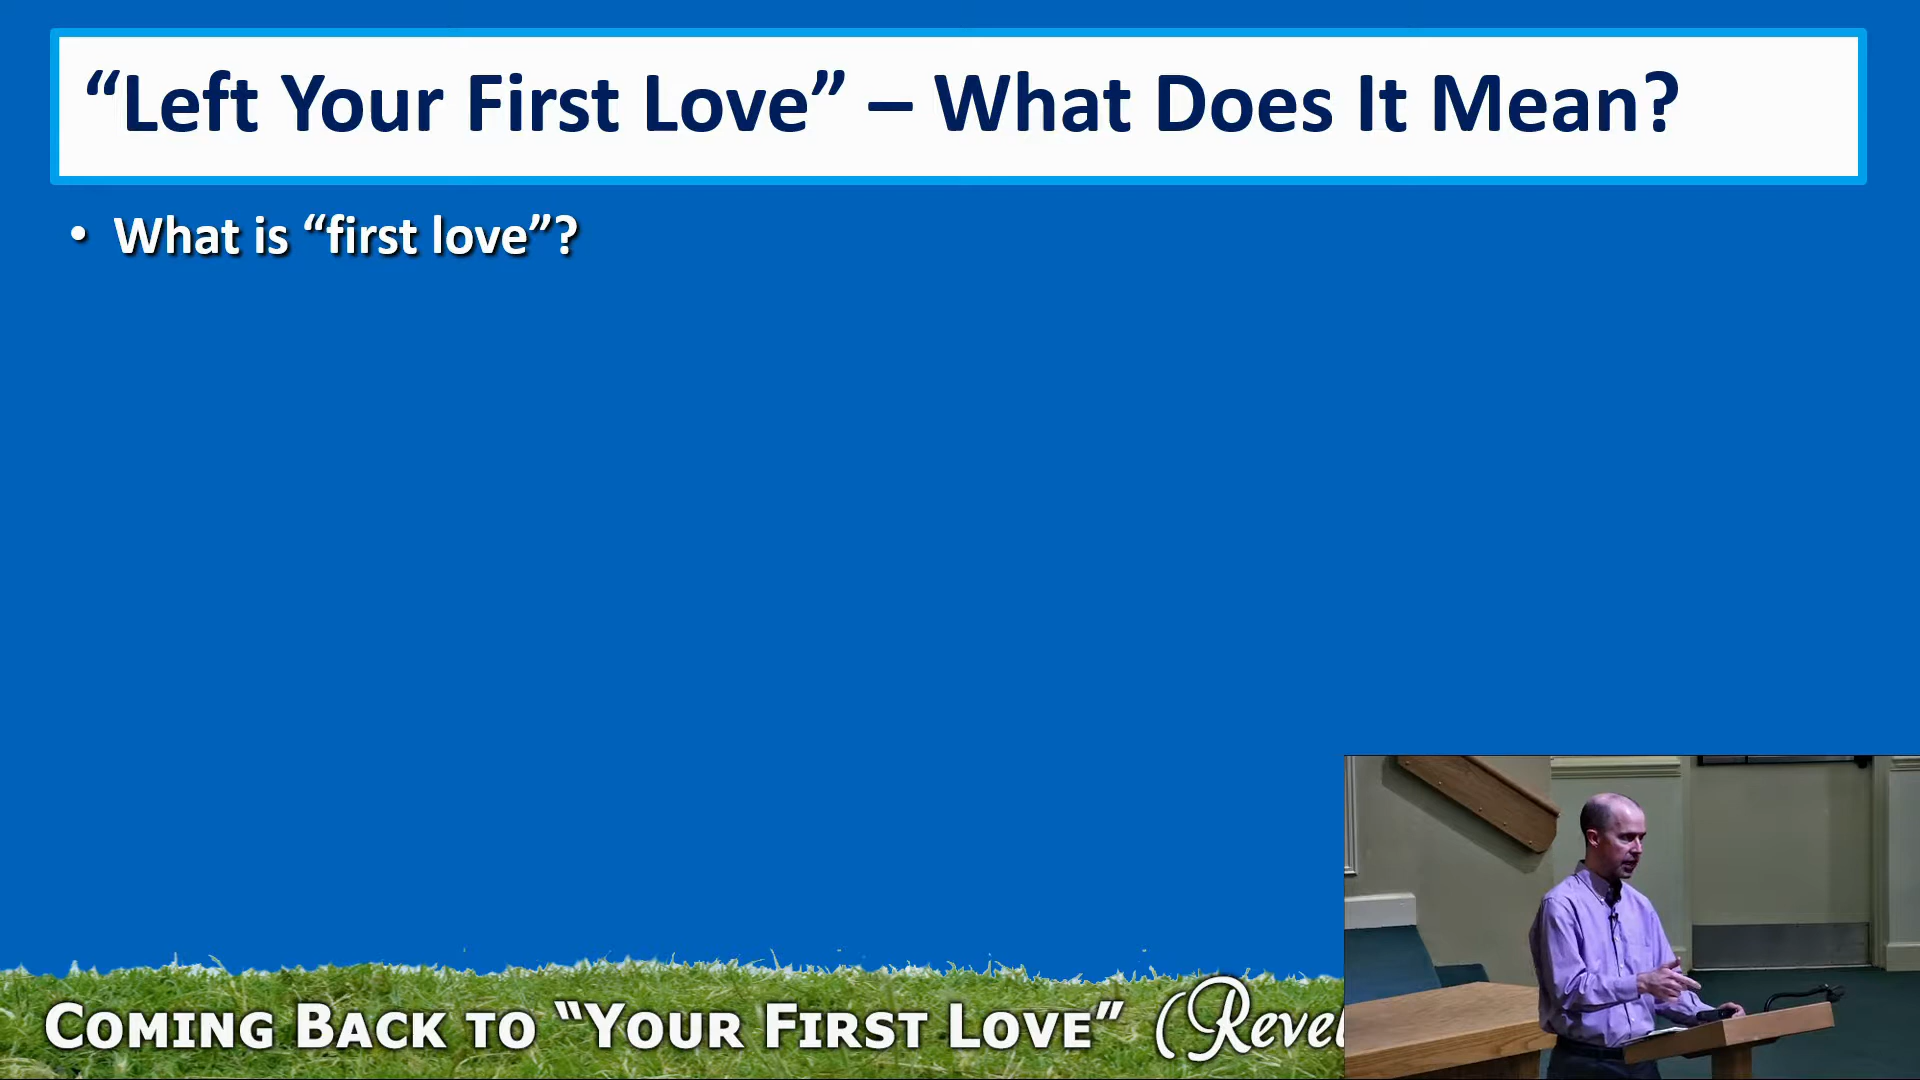 “Left Your First Love” – What Does It Mean?
• What is “first love”?
COMING BACK TO “YOUR FIRST LOVE”